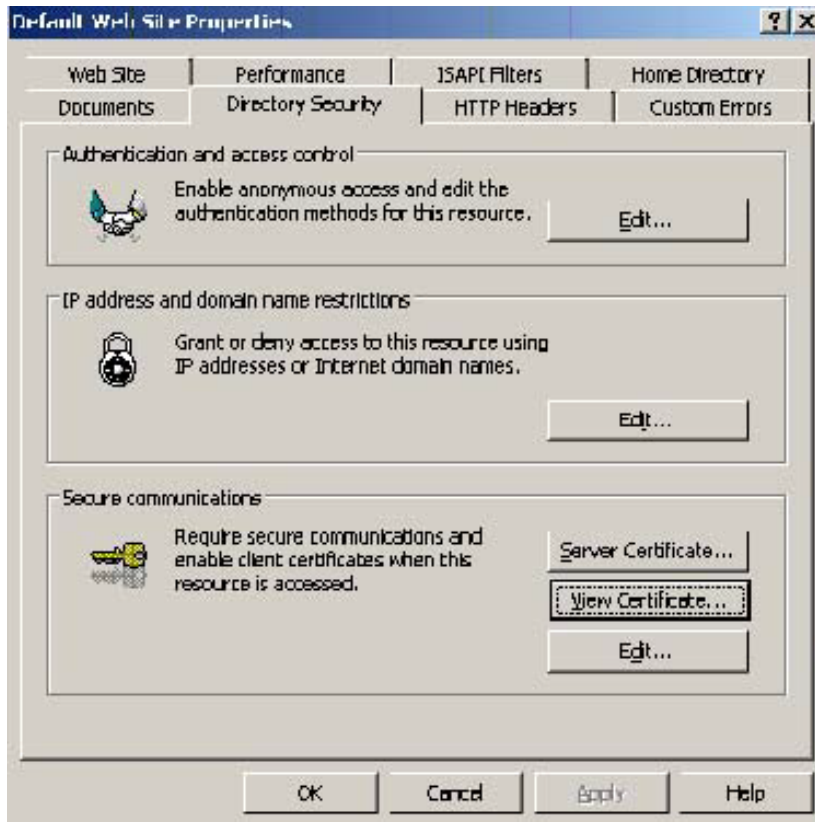 Default Web Site Properties
? X
Web Site Performance ISAPI Filters Home Directory
Documents Directory Security HTTP Headers Custom Errors
Authentication and access control
Enable anonymous access and edit the
authentication methods for this resource.
Edit...
IP address and domain name restrictions
Grant or deny access to this resource using
IP addresses or Internet domain names.
Edit...
Secure communications
Require secure communications and
enable client certificates when this
resource is accessed.
Server Certificate...
View Certificate...
Edit...
OK Cancel Apply Help